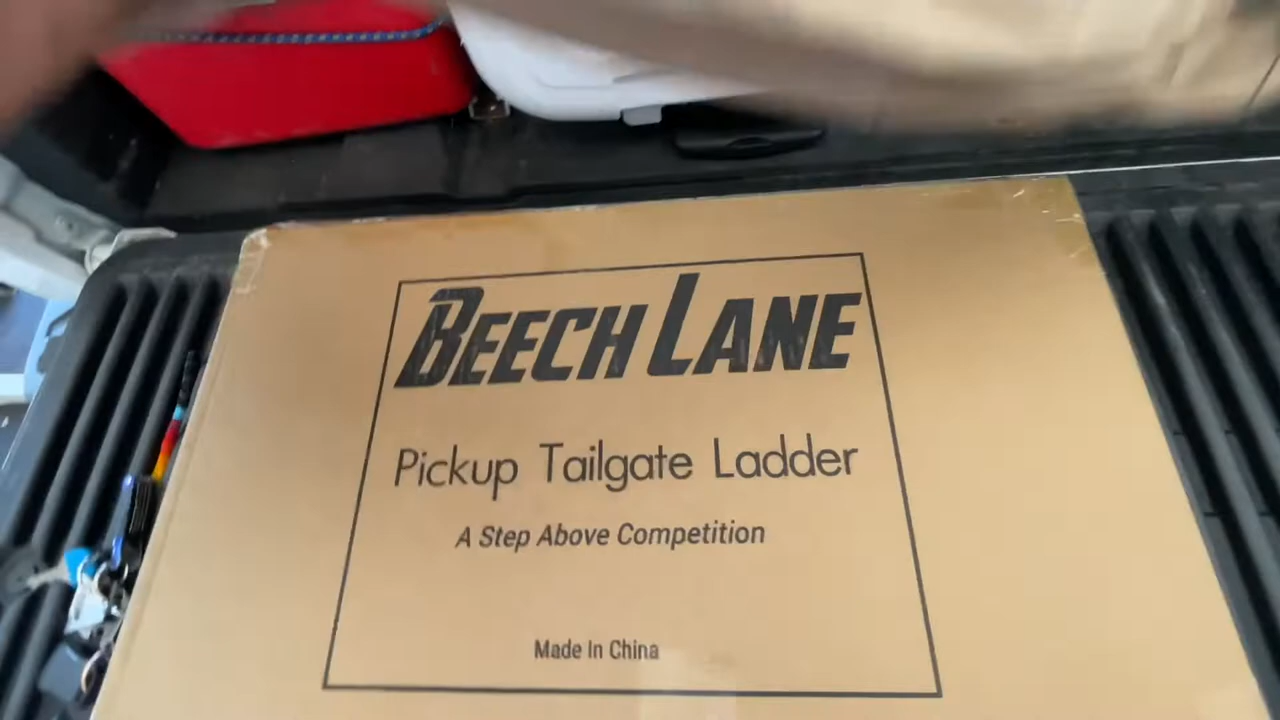 BEECH LANE
Pickup Tailgate Ladder
A Step Above Competition
Made In China